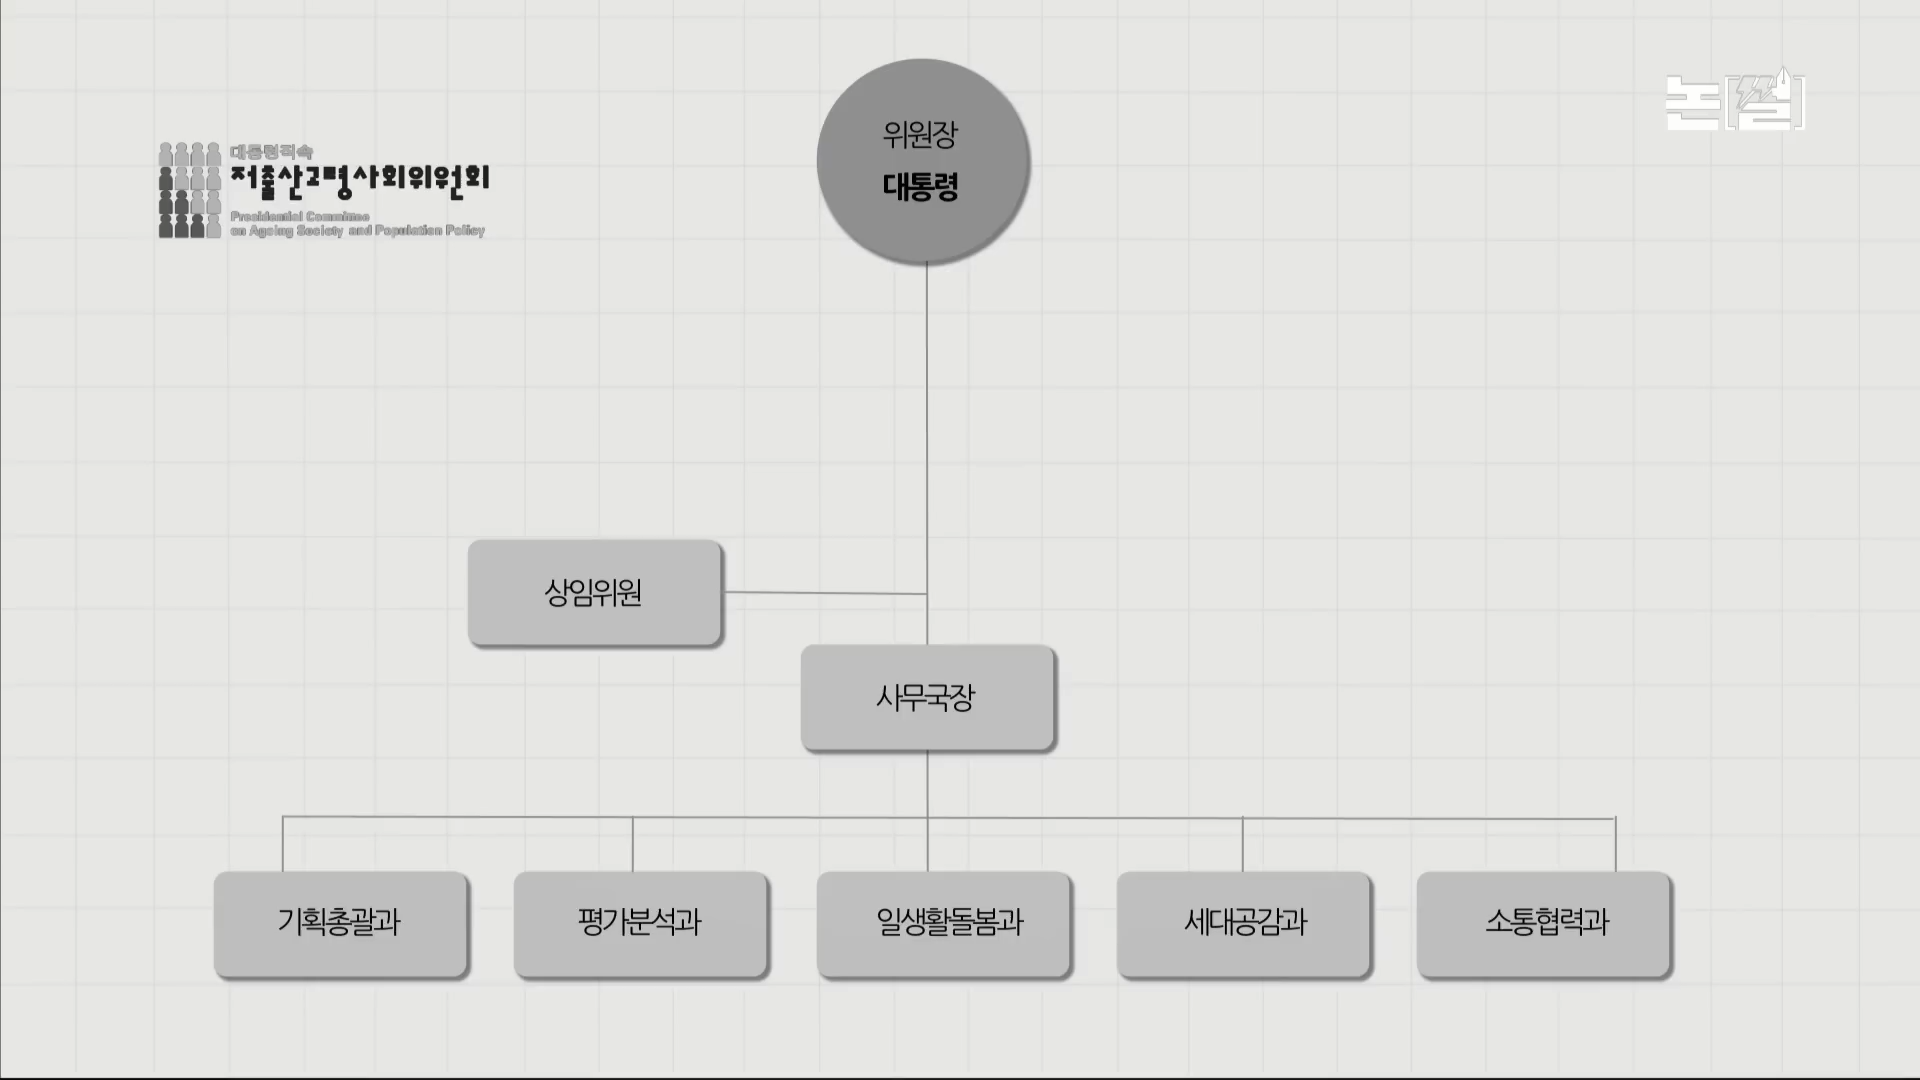 위원장
대통령
논[썰]
대통령직속
저출산고령사회위원회
Presidential Committee
on Ageing Society and Population Policy
상임위원
사무국장
기획총괄과
평가분석과
일생활돌봄과
세대공감과
소통협력과